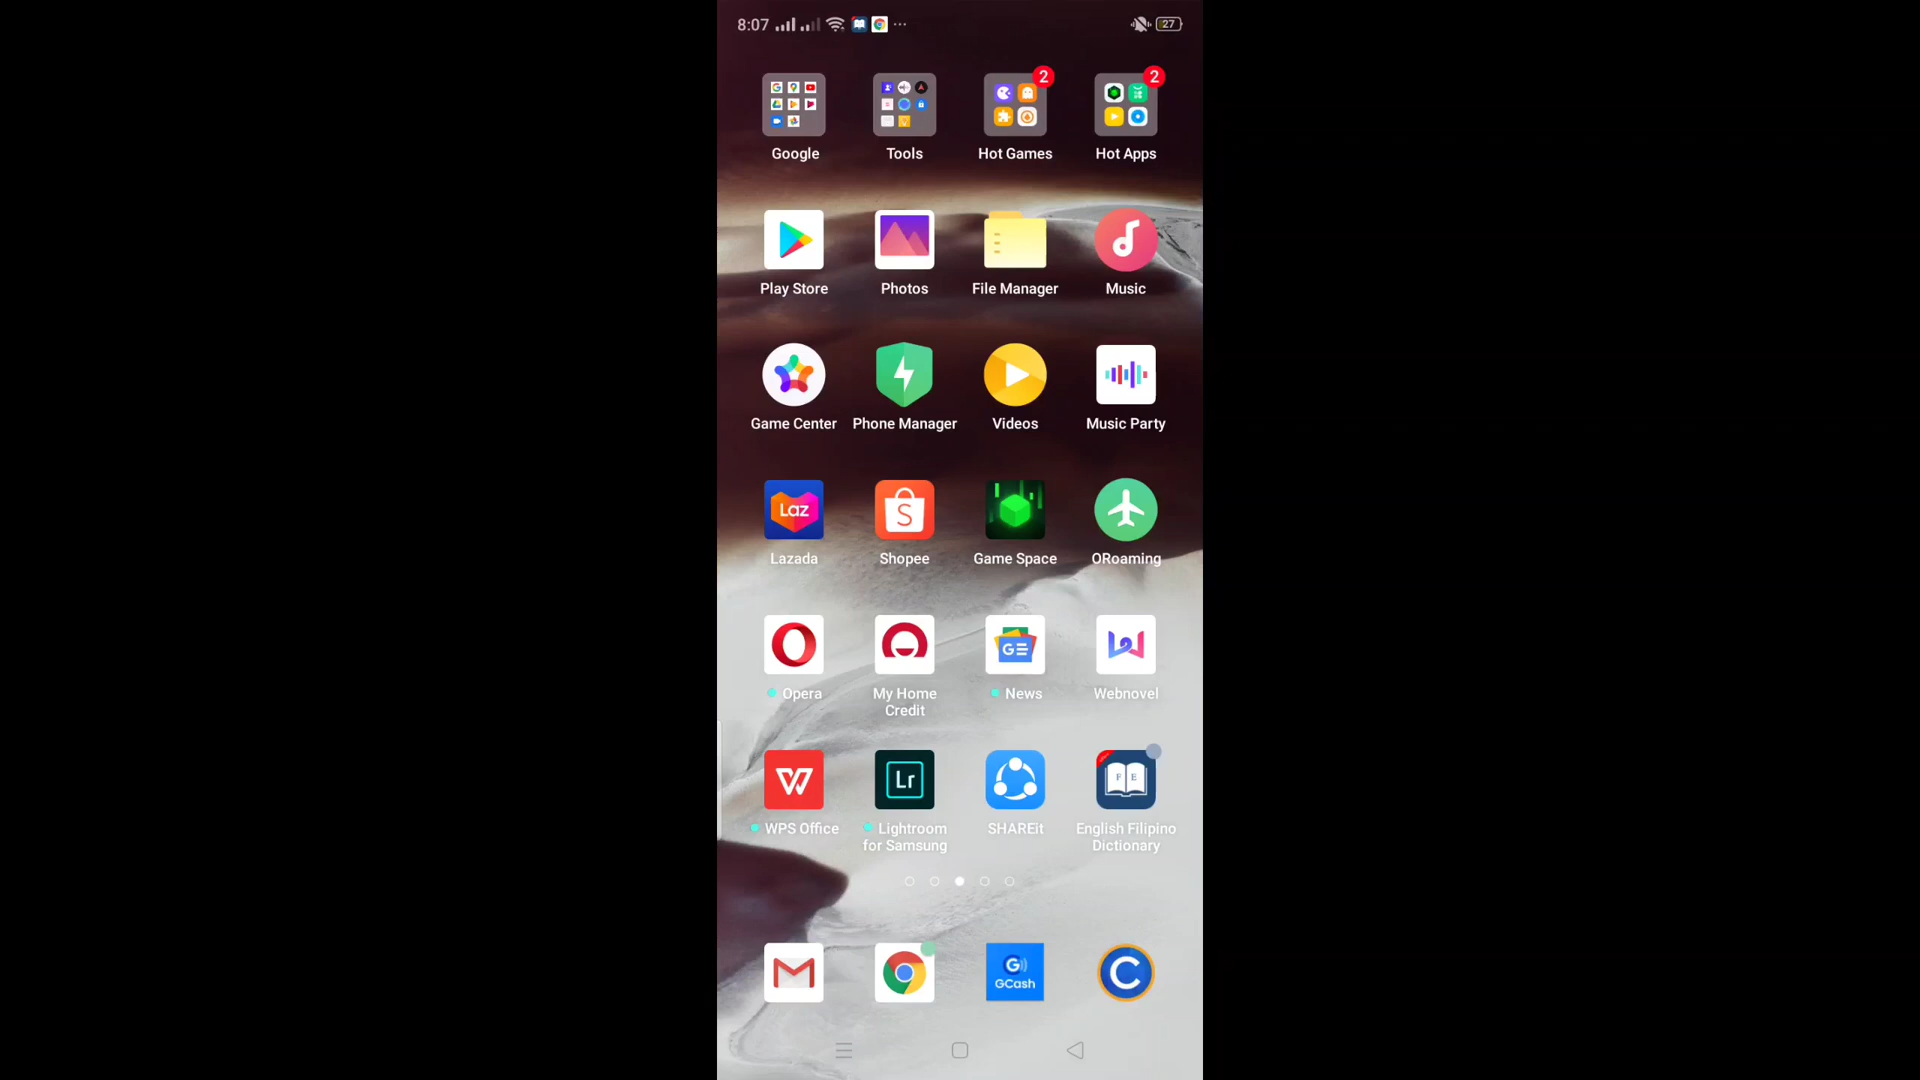 8:07 27
2 2
Google Tools Hot Games Hot Apps
Play Store Photos File Manager Music
Game Center Phone Manager Videos Music Party
Laz S
Lazada Shopee Game Space ORoaming
GE
Opera My Home News Webnovel
Credit
W Lr F E
WPS Office Lightroom SHAREit English Filipino
for Samsung Dictionary
G C
GCash